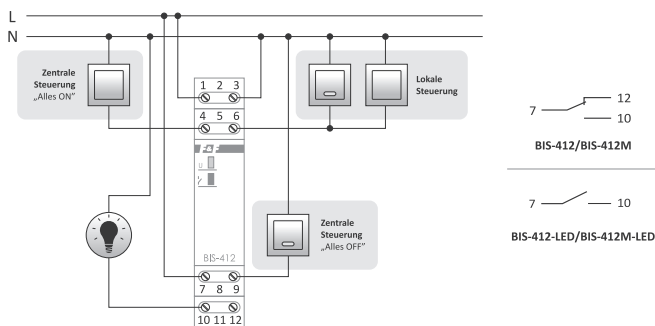 L
N
Zentrale
Steuerung
„Alles ON"
1 2 3
4 5 6
Lokale
Steuerung
F&F
U
Zentrale
Steuerung
„Alles OFF"
BIS-412
7 8 9
10 11 12
7 12
10
BIS-412/BIS-412M
7 10
BIS-412-LED/BIS-412M-LED